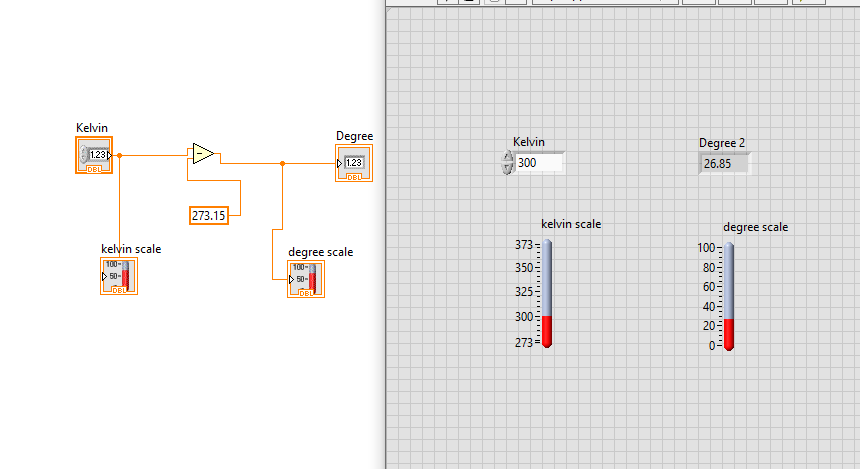 Kelvin
1.23
DBL
Degree
1.23
DBL
273.15
kelvin scale
100
50
DBL
degree scale
100
50
DBL
Kelvin
300
Degree 2
26.85
kelvin scale
373
350
325
300
273
degree scale
100
80
60
40
20
0